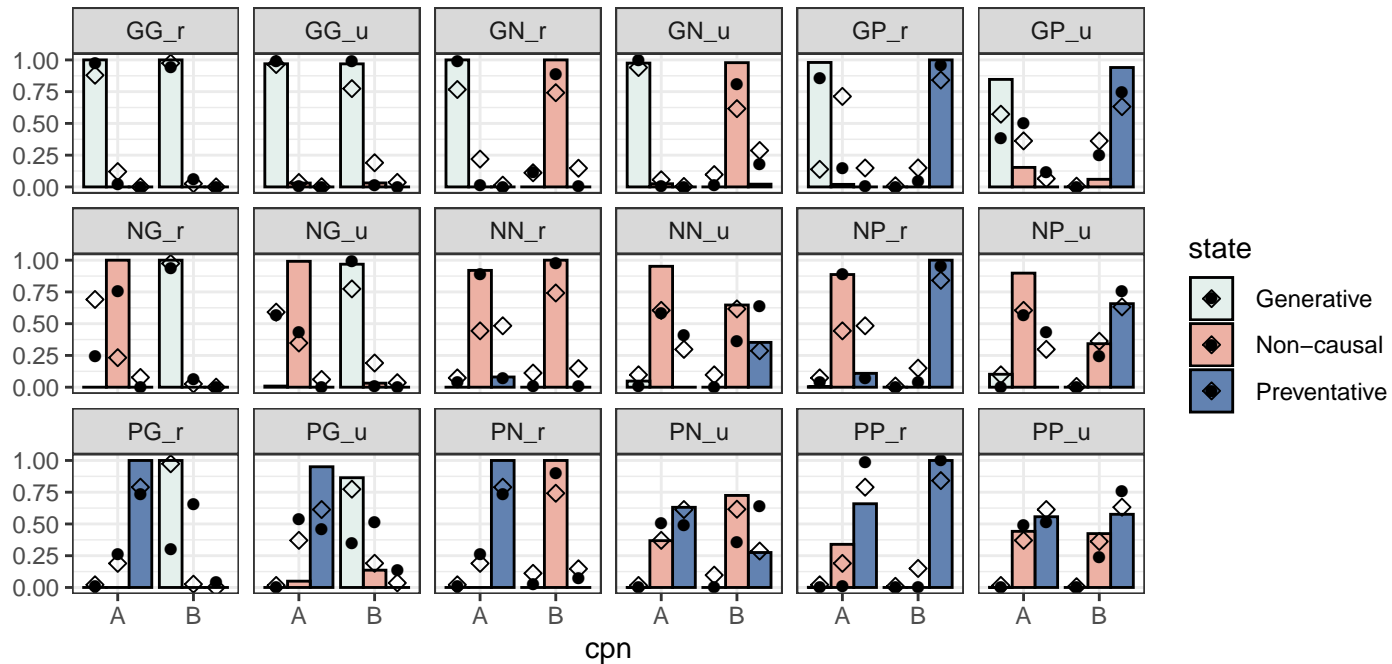 GG_r GG_u GN_r GN_u GP_r GP_u
1.00
0.75
0.50
0.25
0.00
NG_r NG_u NN_r NN_u NP_r NP_u
1.00
0.75
0.50
0.25
0.00
PG_r PG_u PN_r PN_u PP_r PP_u
1.00
0.75
0.50
0.25
0.00
A B A B A B A B A B A B
cpn
state
Generative
Non−causal
Preventative